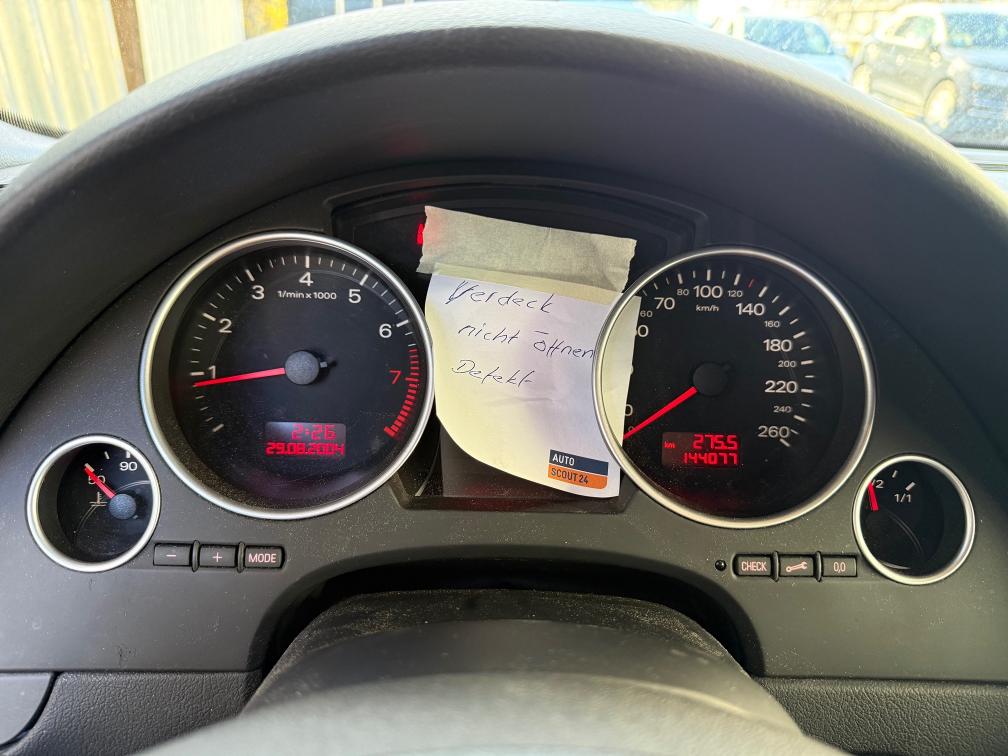 Verdeck
nicht öffnen
Defekt
AUTO
SCOUT24
1
2
3
4
5
6
7
1/min x 1000
2:26
29.08.2004
50
90
70
80
100
120
140
160
180
200
220
240
260
km/h
km
275.5
144077
1/1
−
+
MODE
CHECK
0,0